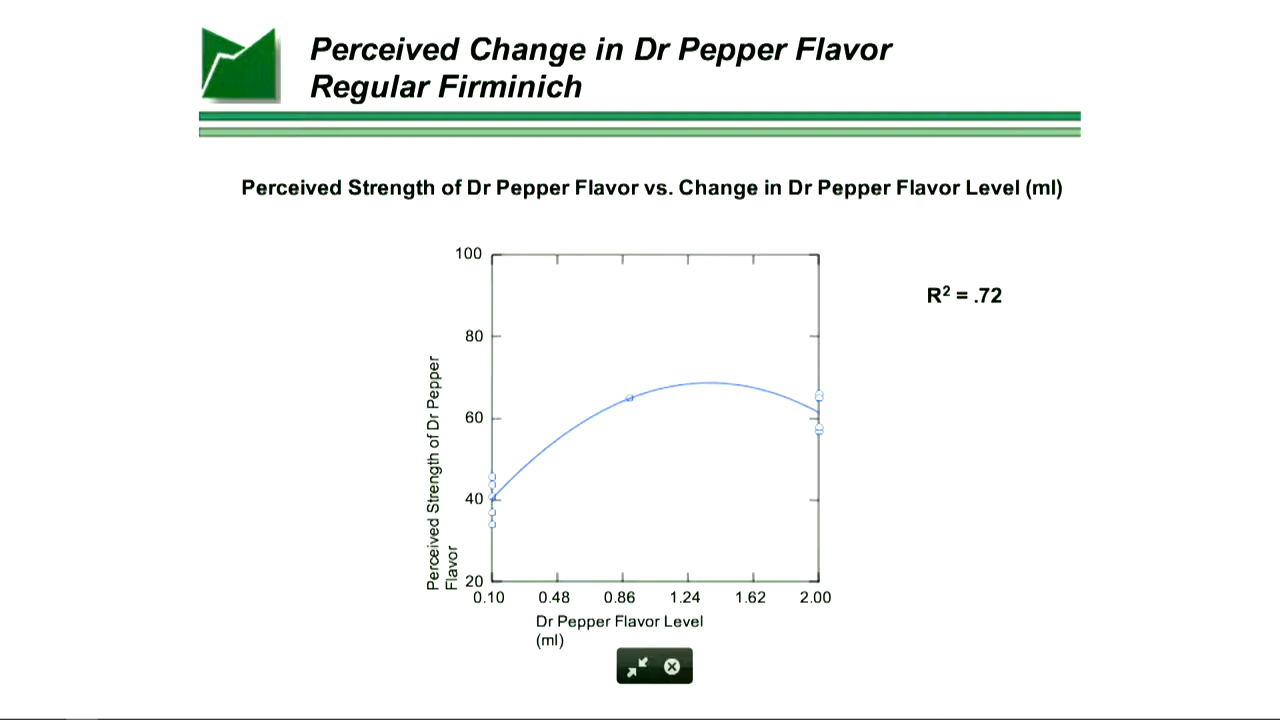 Perceived Change in Dr Pepper Flavor
Regular Firminich
Perceived Strength of Dr Pepper Flavor vs. Change in Dr Pepper Flavor Level (ml)
R² = .72
Perceived Strength of Dr Pepper
Flavor
100
80
60
40
20
0.10 0.48 0.86 1.24 1.62 2.00
Dr Pepper Flavor Level
(ml)